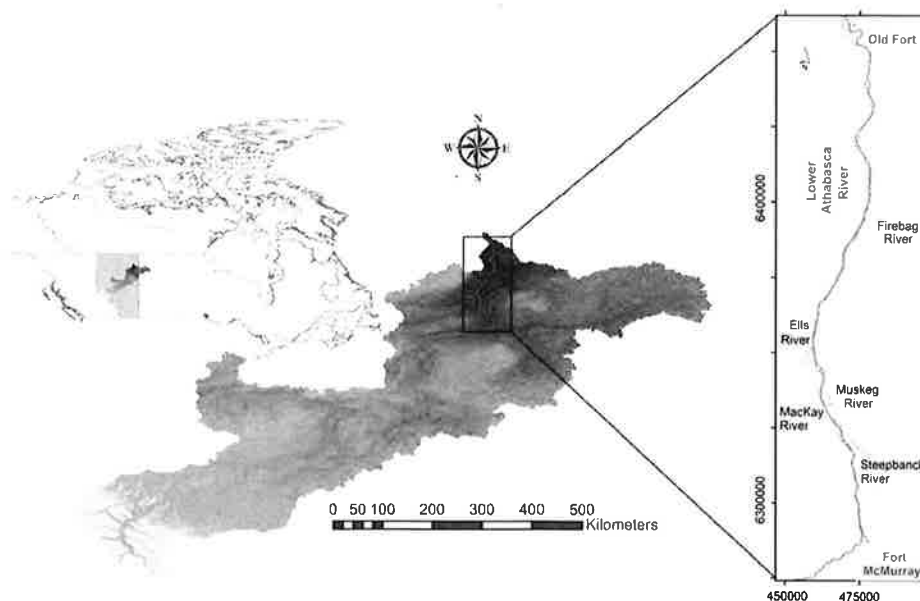 N
W
E
S
0 50 100 200 300 400 500
Kilometers
Old Fort
Lower
Athabasca
River
Firebag
River
Ells
River
Muskeg
River
MacKay
River
Steepbanc
River
Fort
McMurray
6400000
6300000
450000 475000